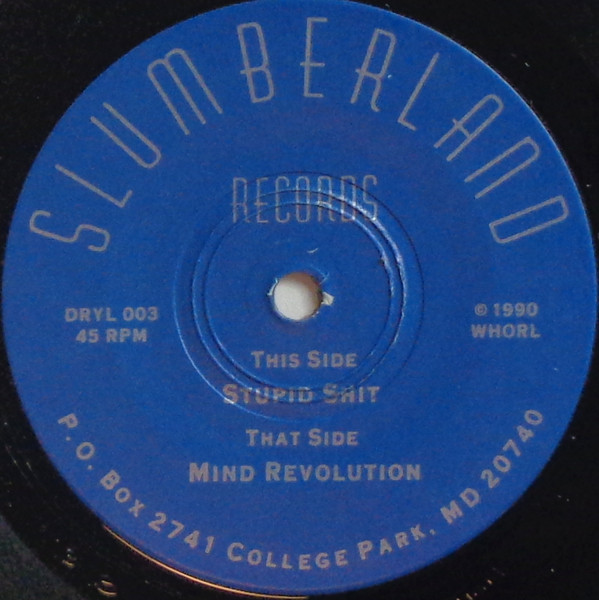 SLUMBERLAND
RECORDS
DRYL 003
45 RPM
© 1990
WHORL
THIS SIDE
STUPID SHIT
THAT SIDE
MIND REVOLUTION
P.O. BOX 2741 COLLEGE PARK, MD 20740